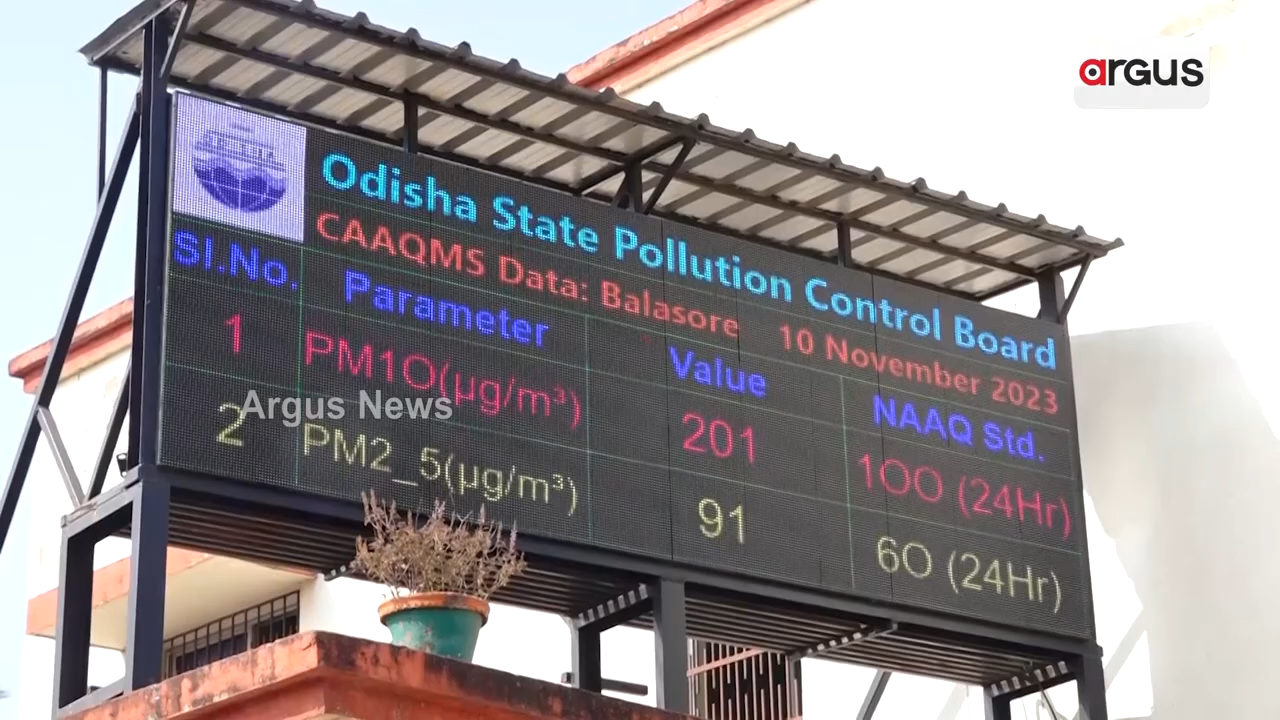 argus
Odisha State Pollution Control Board
CAAQMS Data: Balasore 10 November 2023
Sl.No. Parameter Value NAAQ Std.
1 PM10(µg/m³) 201 100 (24Hr)
Argus News
2 PM2_5(µg/m³) 91 60 (24Hr)